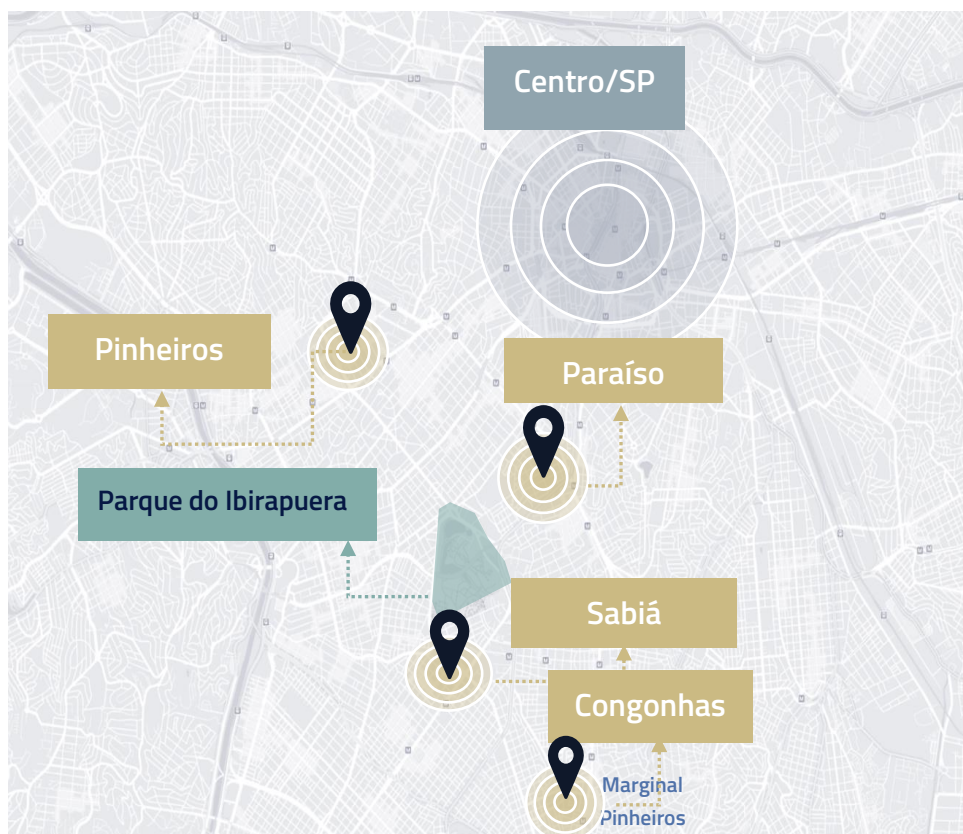 Centro/SP
Pinheiros
Paraíso
Parque do Ibirapuera
Sabiá
Congonhas
Marginal
Pinheiros